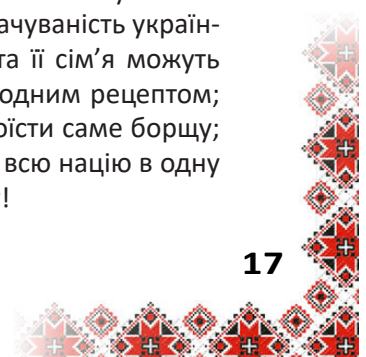 ачуваність україн-
та її сім’я можуть
одним рецептом;
оїсти саме борщу;
всю націю в одну
!
17